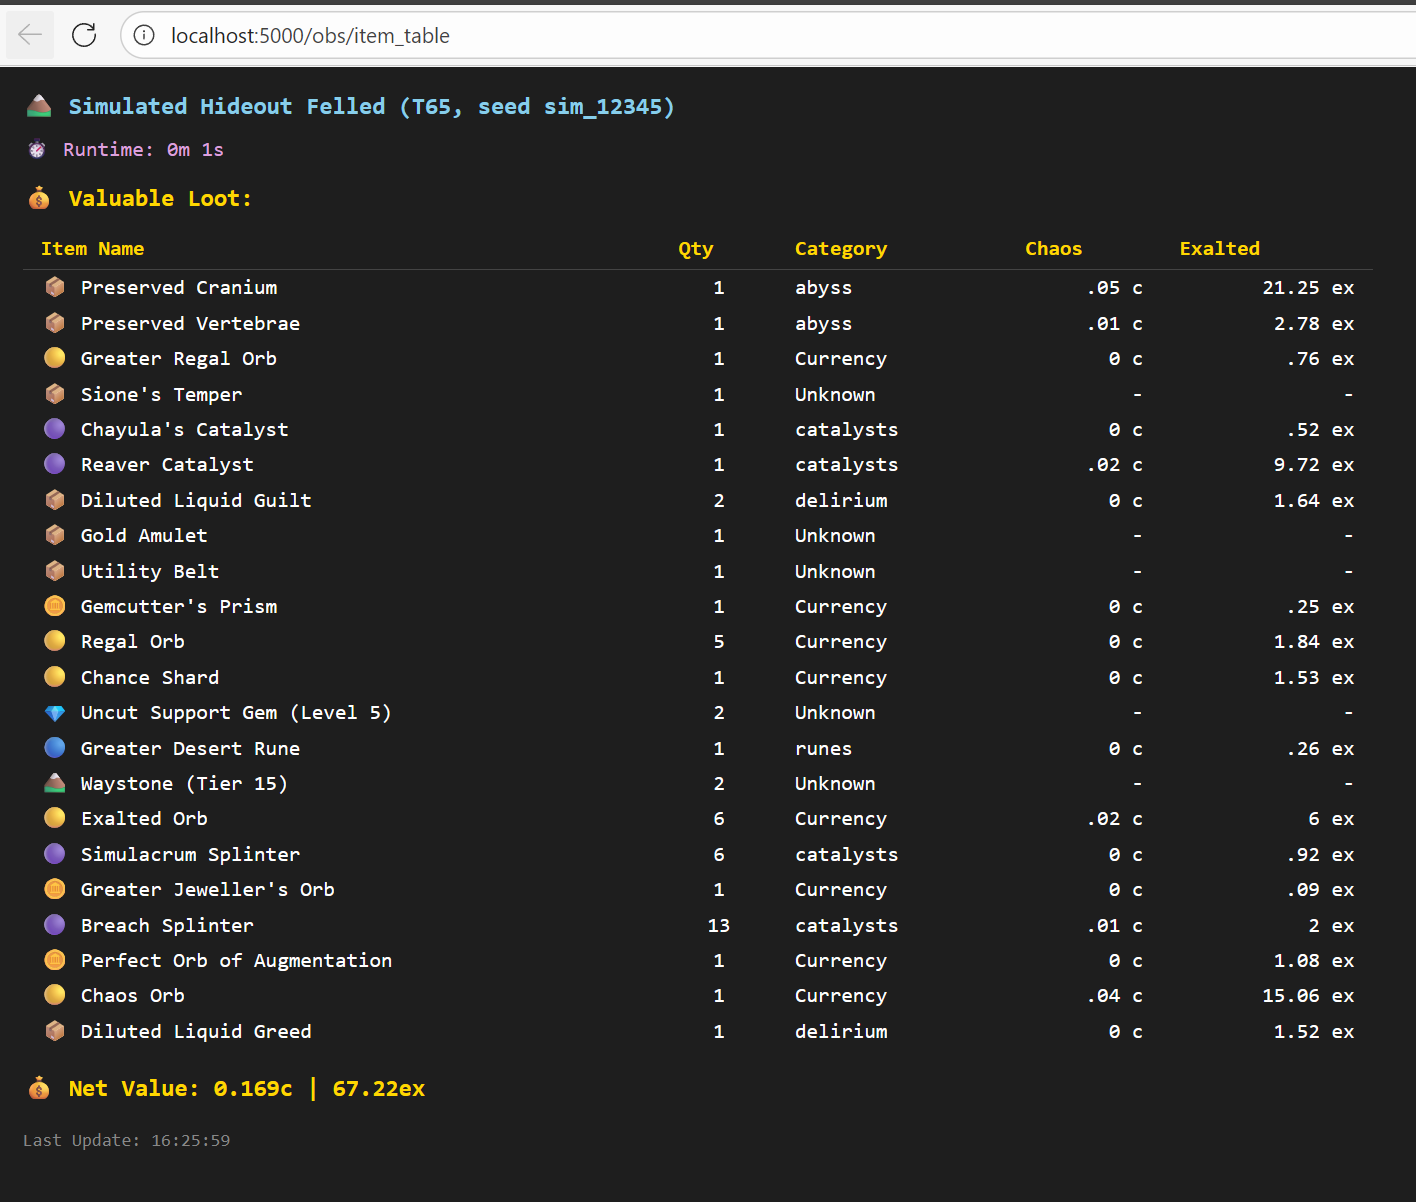 localhost:5000/obs/item_table
Simulated Hideout Felled (T65, seed sim_12345)
Runtime: 0m 1s
Valuable Loot:
Item Name Qty Category Chaos Exalted
Preserved Cranium 1 abyss .05 c 21.25 ex
Preserved Vertebrae 1 abyss .01 c 2.78 ex
Greater Regal Orb 1 Currency 0 c .76 ex
Sione's Temper 1 Unknown - -
Chayula's Catalyst 1 catalysts 0 c .52 ex
Reaver Catalyst 1 catalysts .02 c 9.72 ex
Diluted Liquid Guilt 2 delirium 0 c 1.64 ex
Gold Amulet 1 Unknown - -
Utility Belt 1 Unknown - -
Gemcutter's Prism 1 Currency 0 c .25 ex
Regal Orb 5 Currency 0 c 1.84 ex
Chance Shard 1 Currency 0 c 1.53 ex
Uncut Support Gem (Level 5) 2 Unknown - -
Greater Desert Rune 1 runes 0 c .26 ex
Waystone (Tier 15) 2 Unknown - -
Exalted Orb 6 Currency .02 c 6 ex
Simulacrum Splinter 6 catalysts 0 c .92 ex
Greater Jeweller's Orb 1 Currency 0 c .09 ex
Breach Splinter 13 catalysts .01 c 2 ex
Perfect Orb of Augmentation 1 Currency 0 c 1.08 ex
Chaos Orb 1 Currency .04 c 15.06 ex
Diluted Liquid Greed 1 delirium 0 c 1.52 ex
Net Value: 0.169c | 67.22ex
Last Update: 16:25:59